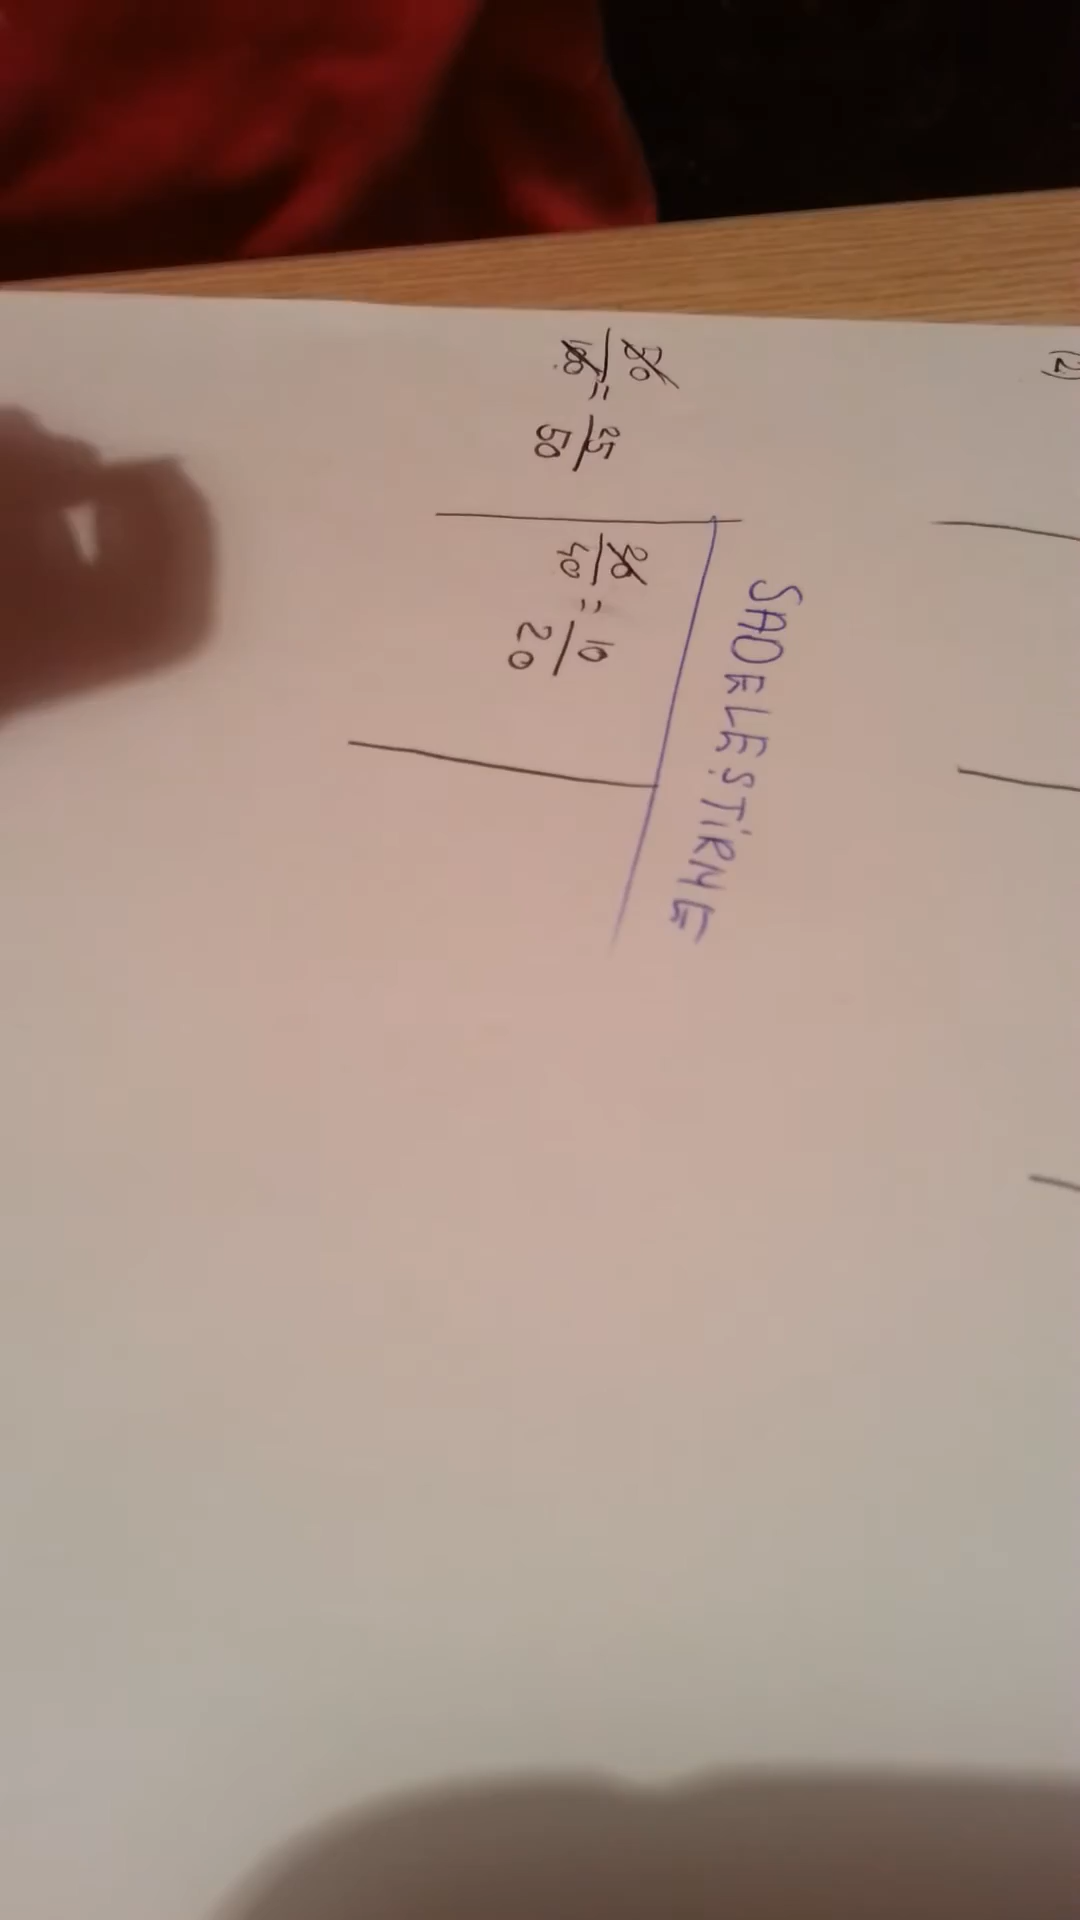 (2)
SADELEŞTİRME
50/100 = 25/50
20/40 = 10/20